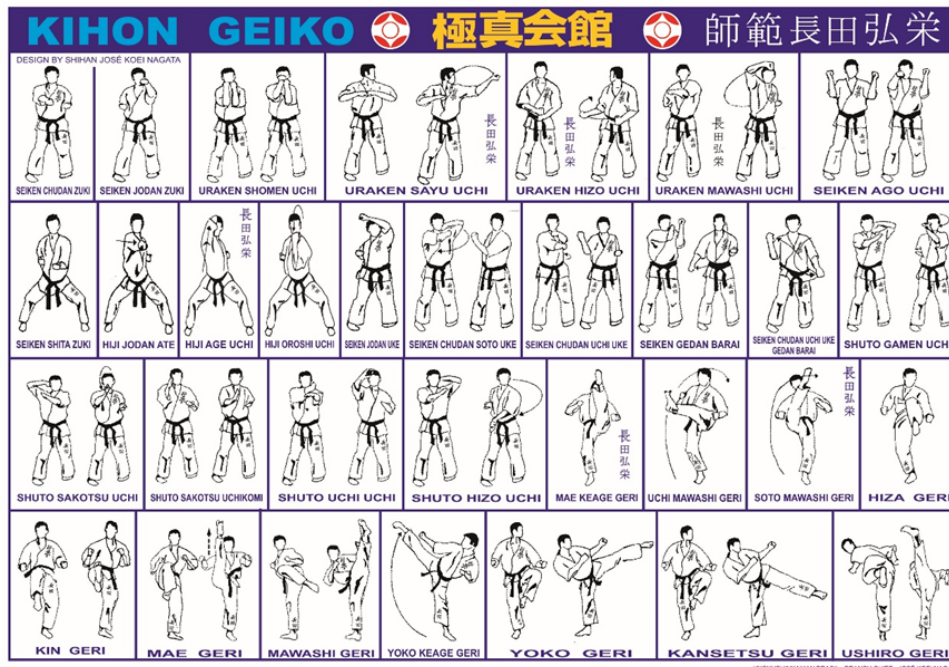 KIHON GEIKO 極真会館 師範長田弘栄
DESIGN BY SHIHAN JOSÉ KOEI NAGATA
SEIKEN CHUDAN ZUKI
SEIKEN JODAN ZUKI
URAKEN SHOMEN UCHI
長田弘栄
URAKEN SAYU UCHI
長田弘栄
URAKEN HIZO UCHI
長田弘栄
URAKEN MAWASHI UCHI
SEIKEN AGO UCHI
SEIKEN SHITA ZUKI
HIJI JODAN ATE
長田弘栄
HIJI AGE UCHI
HIJI OROSHI UCHI
SEIKEN JODAN UKE
SEIKEN CHUDAN SOTO UKE
SEIKEN CHUDAN UCHI UKE
SEIKEN GEDAN BARAI
SEIKEN CHUDAN UCHI UKE
GEDAN BARAI
SHUTO GAMEN UCH
SHUTO SAKOTSU UCHI
SHUTO SAKOTSU UCHIKOMI
SHUTO UCHI UCHI
SHUTO HIZO UCHI
長田弘栄
MAE KEAGE GERI
UCHI MAWASHI GERI
長田弘栄
SOTO MAWASHI GERI
HIZA GERI
KIN GERI
MAE GERI
MAWASHI GERI
YOKO KEAGE GERI
YOKO GERI
KANSETSU GERI
USHIRO GERI